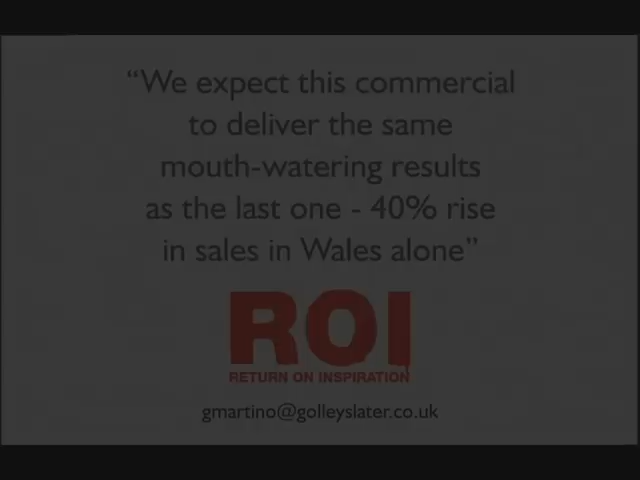 “We expect this commercial
to deliver the same
mouth-watering results
as the last one - 40% rise
in sales in Wales alone”
ROI
RETURN ON INSPIRATION
gmartino@golleyslater.co.uk